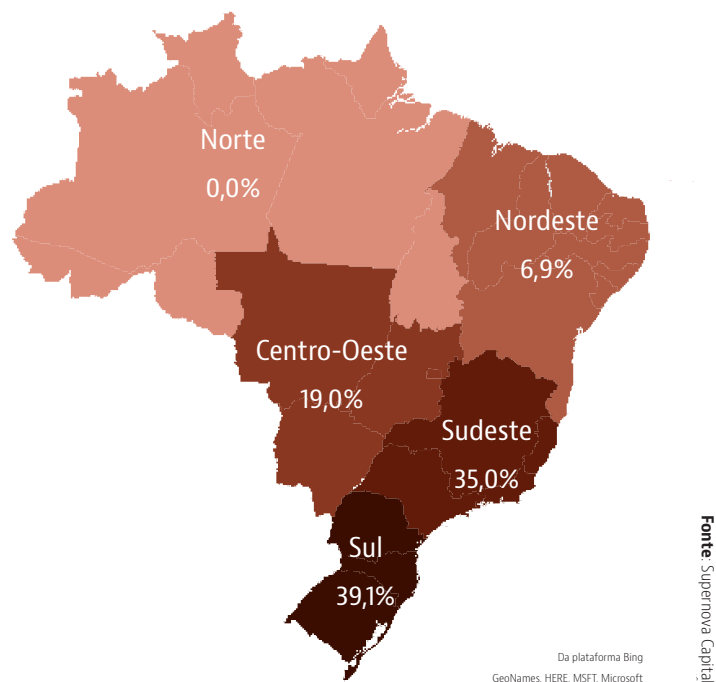 Norte
0,0%
Nordeste
6,9%
Centro-Oeste
19,0%
Sudeste
35,0%
Sul
39,1%
Fonte: Supernova Capital
Da plataforma Bing
GeoNames, HERE, MSFT, Microsoft